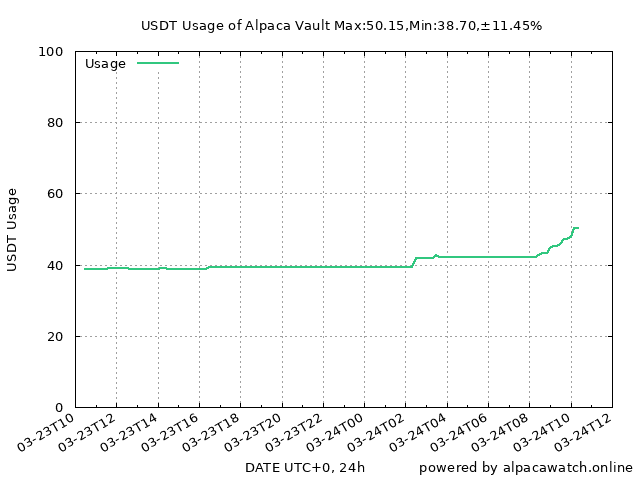 USDT Usage of Alpaca Vault Max:50.15,Min:38.70,±11.45%
Usage
100
80
60
40
20
0
USDT Usage
03-23T10
03-23T12
03-23T14
03-23T16
03-23T18
03-23T20
03-23T22
03-24T00
03-24T02
03-24T04
03-24T06
03-24T08
03-24T10
03-24T12
DATE UTC+0, 24h
powered by alpacawatch.online